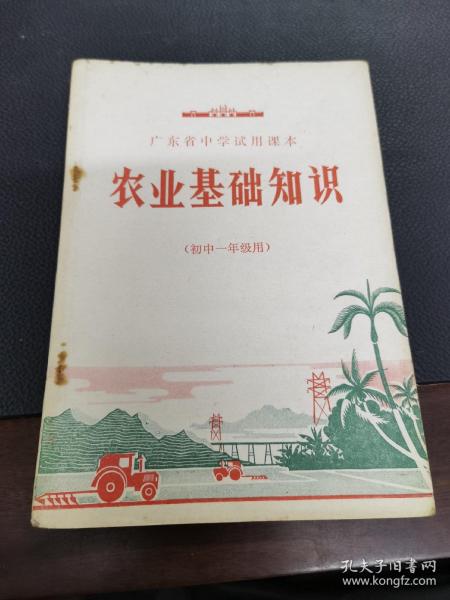 广东省中学试用课本
农业基础知识
(初中一年级用)
孔夫子旧书网
www.kongfz.com